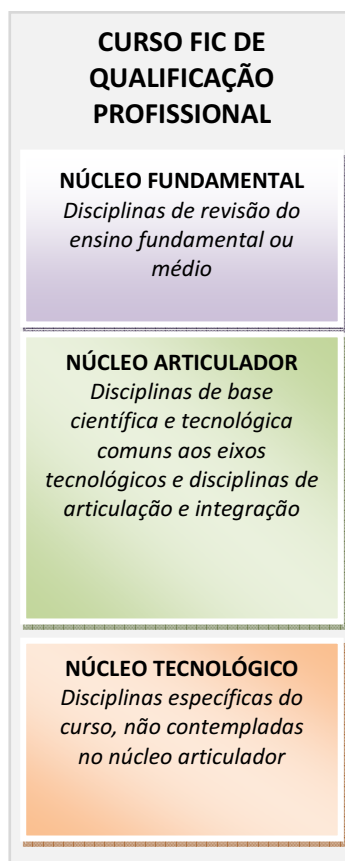 CURSO FIC DE
QUALIFICAÇÃO
PROFISSIONAL
NÚCLEO FUNDAMENTAL
Disciplinas de revisão do
ensino fundamental ou
médio
NÚCLEO ARTICULADOR
Disciplinas de base
científica e tecnológica
comuns aos eixos
tecnológicos e disciplinas de
articulação e integração
NÚCLEO TECNOLÓGICO
Disciplinas específicas do
curso, não contempladas
no núcleo articulador